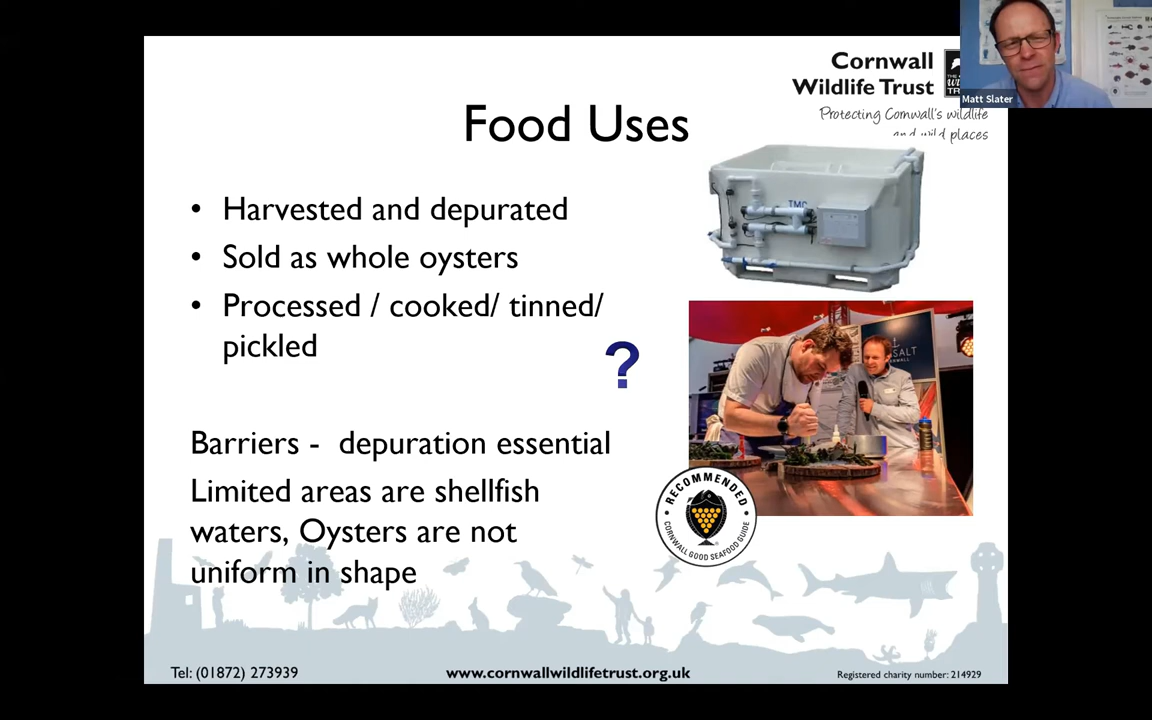 Cornwall
Wildlife Trust
Protecting Cornwall's wildlife
and wild places
Matt Slater
Food Uses
• Harvested and depurated
• Sold as whole oysters
• Processed / cooked/ tinned/
pickled
?
Barriers - depuration essential
Limited areas are shellfish
waters, Oysters are not
uniform in shape
TMC
SALT
RECOMMENDED
CORNWALL GOOD SEAFOOD GUIDE
Tel: (01872) 273939
www.cornwallwildlifetrust.org.uk
Registered charity number: 214929